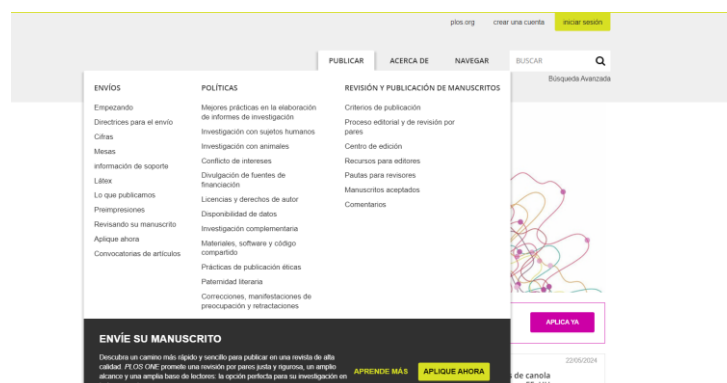 plos.org
crear una cuenta
iniciar sesión
PUBLICAR
ACERCA DE
NAVEGAR
BUSCAR
Búsqueda Avanzada
ENVÍOS
Empezando
Directrices para el envío
Cifras
Mesas
información de soporte
Látex
Lo que publicamos
Preimpresiones
Revisando su manuscrito
Aplique ahora
Convocatorias de artículos
POLÍTICAS
Mejores prácticas en la elaboración
de informes de investigación
Investigación con sujetos humanos
Investigación con animales
Conflicto de intereses
Divulgación de fuentes de
financiación
Licencias y derechos de autor
Disponibilidad de datos
Investigación complementaria
Materiales, software y código
compartido
Prácticas de publicación éticas
Paternidad literaria
Correcciones, manifestaciones de
preocupación y retractaciones
REVISIÓN Y PUBLICACIÓN DE MANUSCRITOS
Criterios de publicación
Proceso editorial y de revisión por
pares
Centro de edición
Recursos para editores
Pautas para revisores
Manuscritos aceptados
Comentarios
APLICA YA
ENVÍE SU MANUSCRITO
Descubra un camino más rápido y sencillo para publicar en una revista de alta
calidad. PLOS ONE promete una revisión por pares justa y rigurosa, un amplio
alcance y una amplia base de lectores: la opción perfecta para su investigación en
APRENDE MÁS
APLIQUE AHORA
22/05/2024
de canola